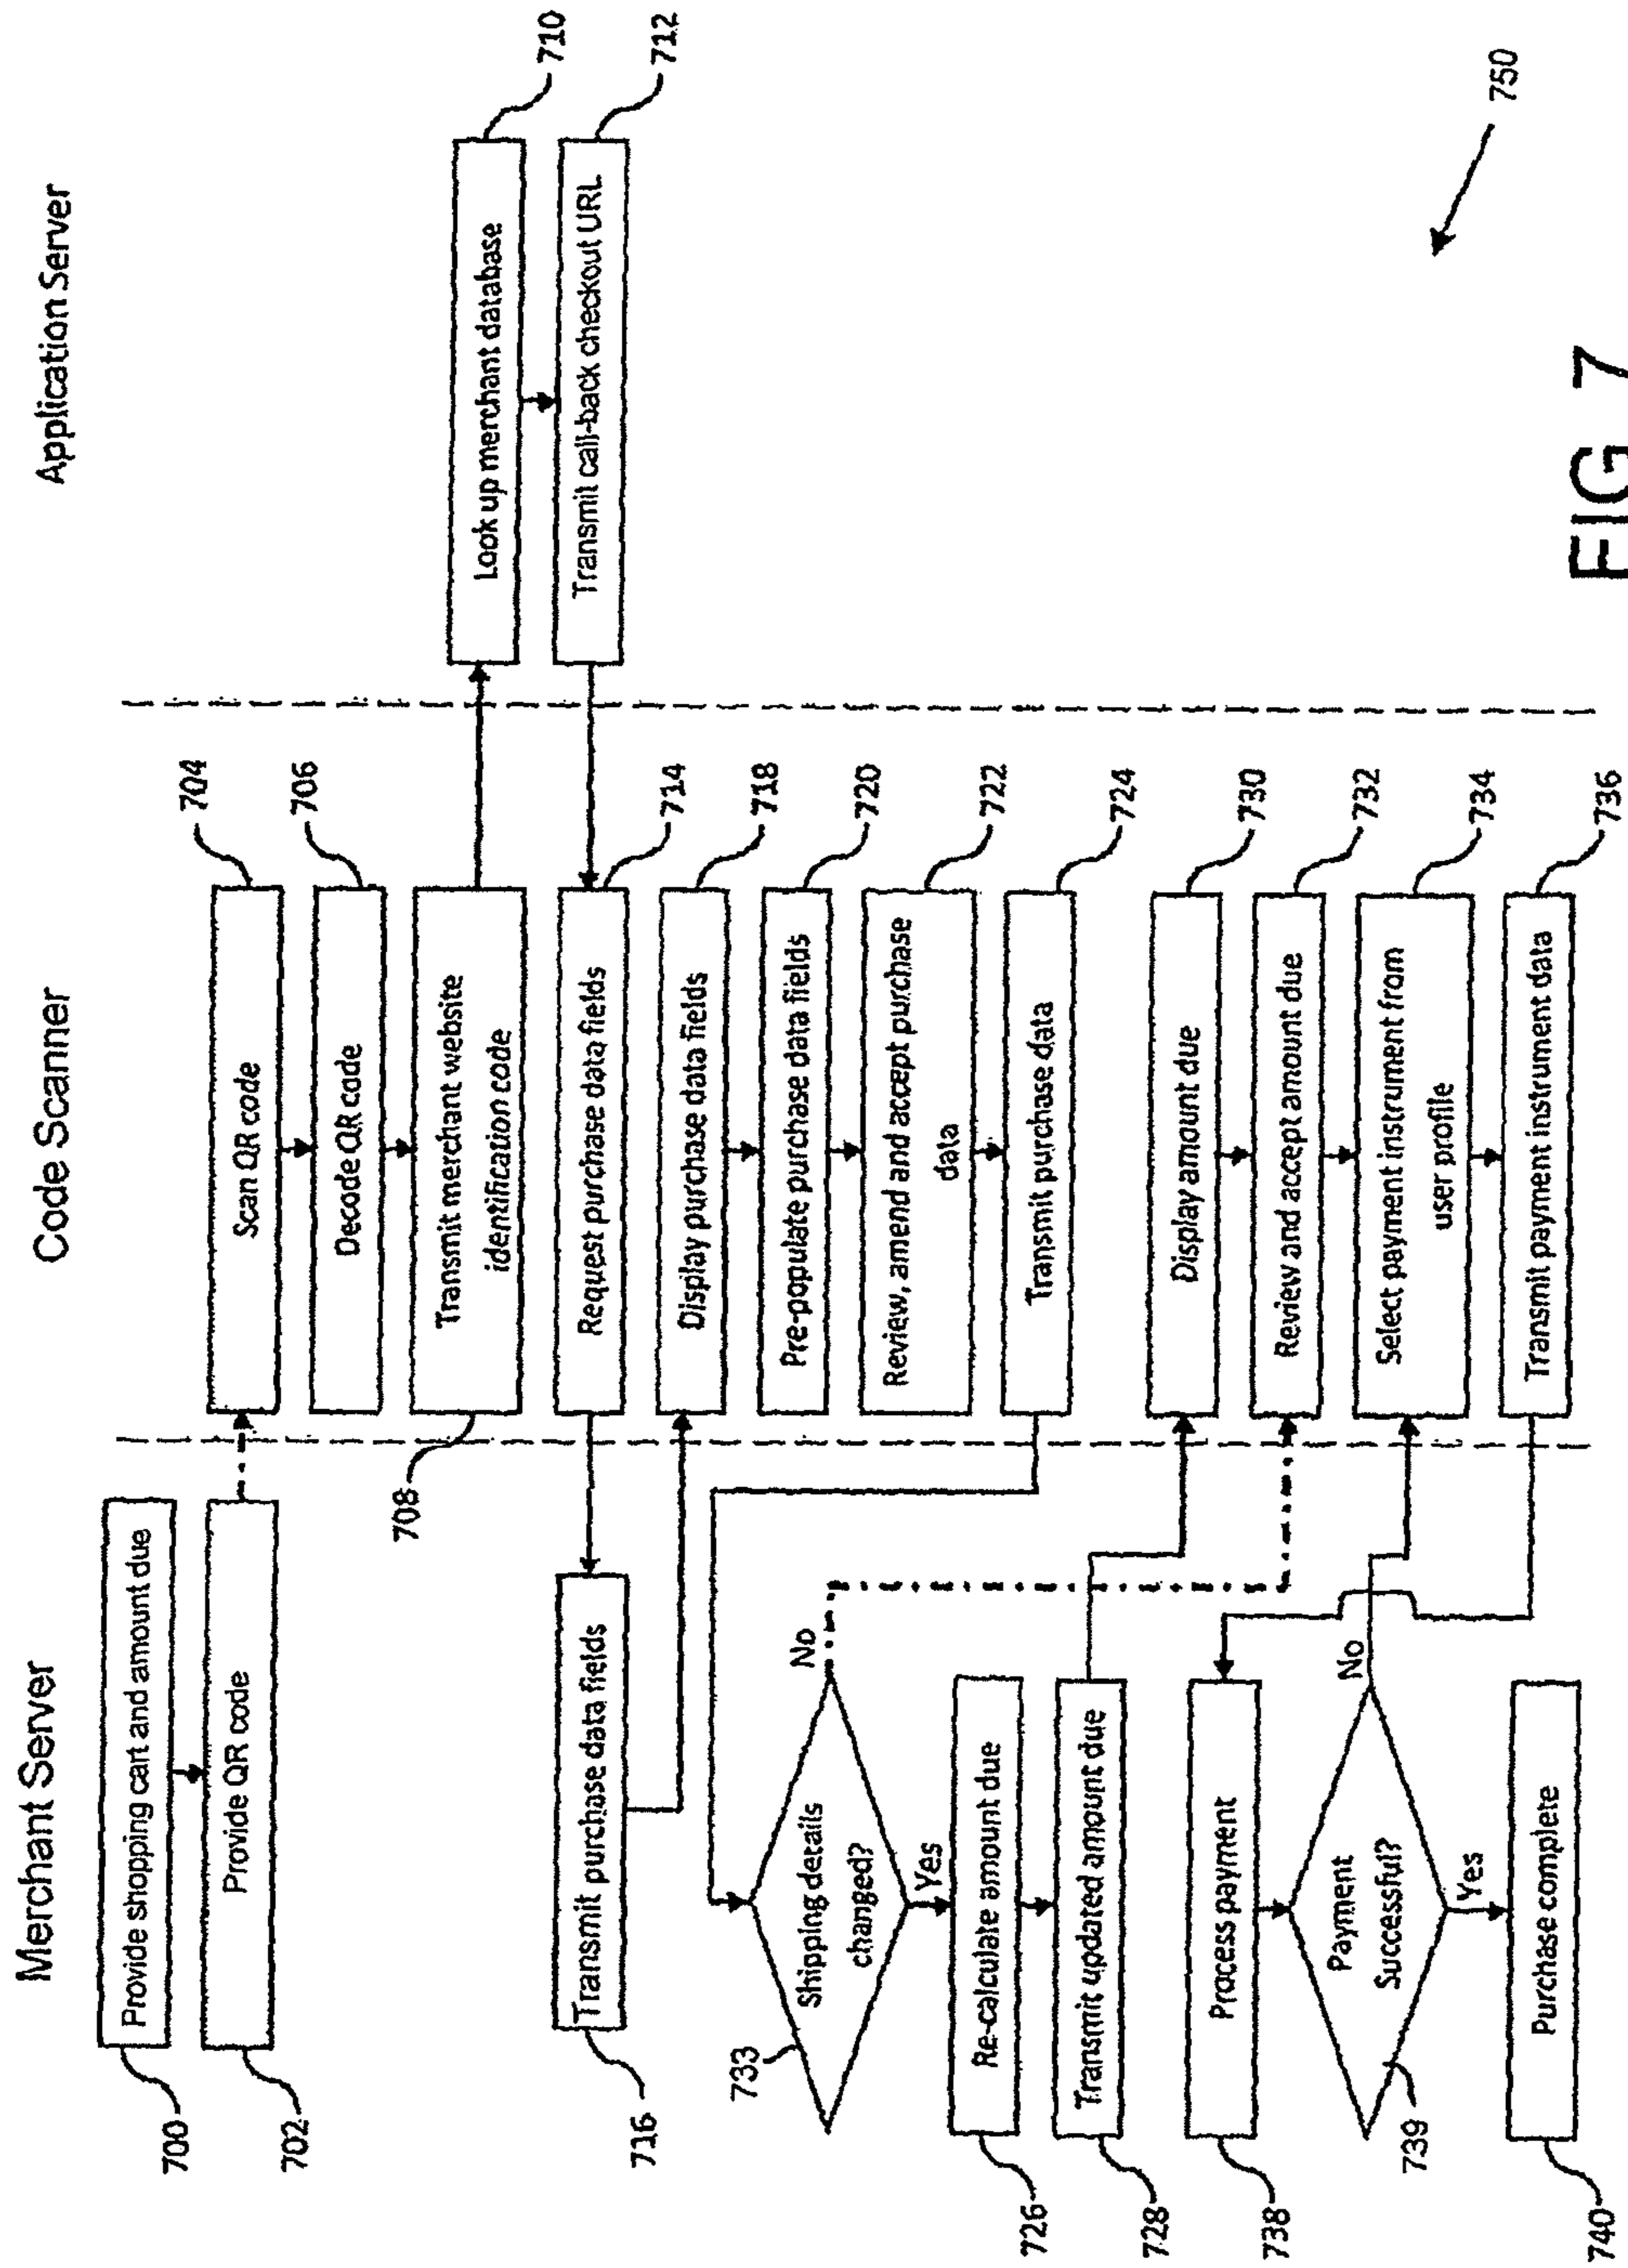 Merchant Server
Code Scanner
Application Server
Provide shopping cart and amount due
700
Provide QR code
702
Scan QR code
704
Decode QR code
706
Transmit merchant website
identification code
708
Look up merchant database
710
Transmit call-back checkout URL
712
Request purchase data fields
714
Transmit purchase data fields
716
Display purchase data fields
718
Pre-populate purchase data fields
720
Review, amend and accept purchase
data
722
Transmit purchase data
724
Shipping details
changed?
733
No
Yes
Re-calculate amount due
726
Transmit updated amount due
728
Display amount due
730
Review and accept amount due
732
Select payment instrument from
user profile
734
Transmit payment instrument data
736
Process payment
738
Payment
Successful?
739
No
Yes
Purchase complete
740
750
FIG 7